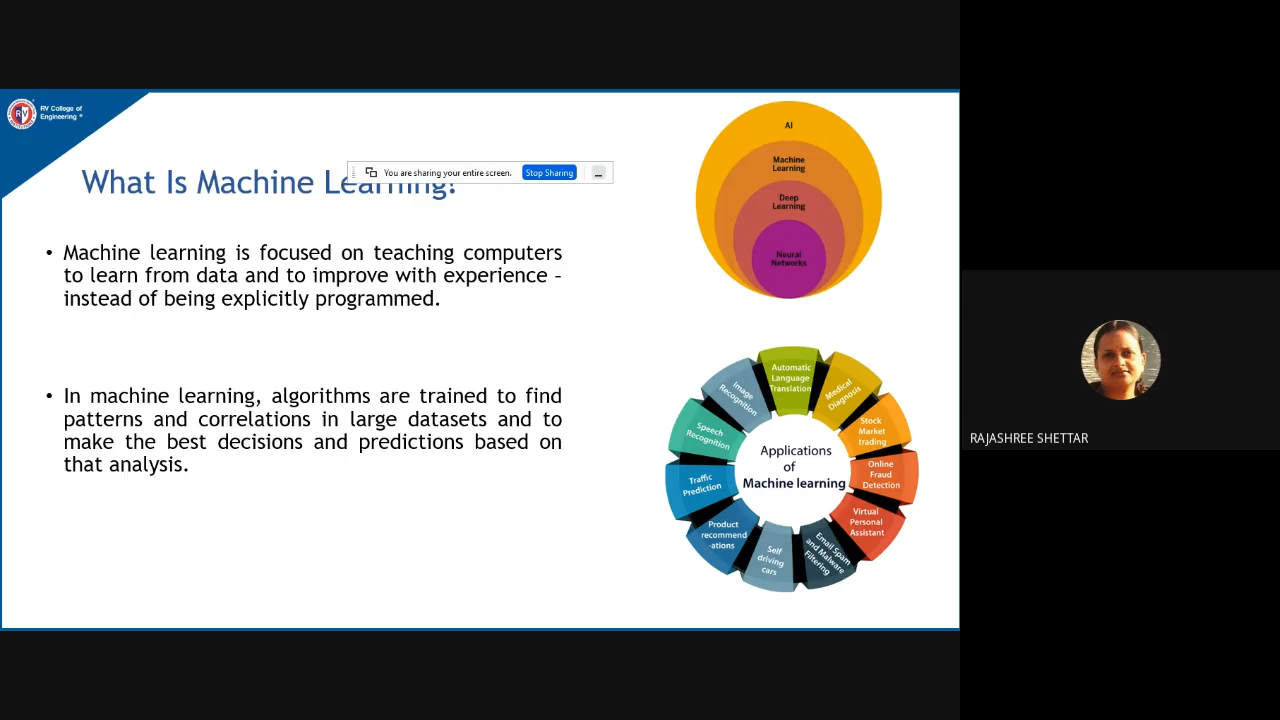 RV College of
Engineering
What Is Machine Learning?
You are sharing your entire screen.
Stop Sharing
• Machine learning is focused on teaching computers
to learn from data and to improve with experience –
instead of being explicitly programmed.
• In machine learning, algorithms are trained to find
patterns and correlations in large datasets and to
make the best decisions and predictions based on
that analysis.
AI
Machine
Learning
Deep
Learning
Neural
Networks
Applications
of
Machine learning
Automatic
Language
Translation
Medical
Diagnosis
Stock
Market
trading
Online
Fraud
Detection
Virtual
Personal
Assistant
Email Spam
and Malware
Filtering
Self
driving
cars
Product
recommend
-ations
Traffic
Prediction
Speech
Recognition
Image
Recognition
RAJASHREE SHETTAR